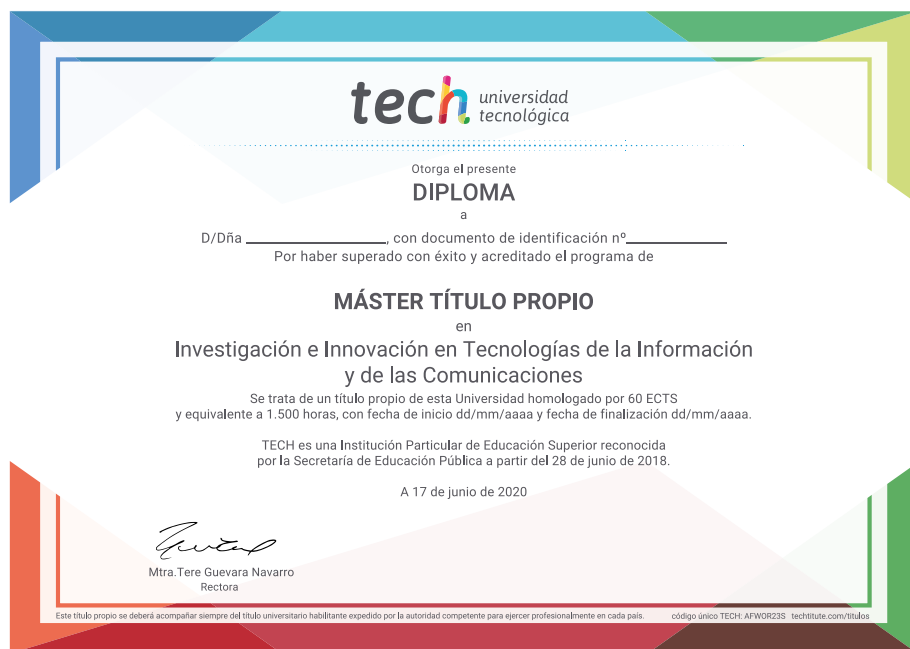 tech universidad
tecnológica
Otorga el presente
DIPLOMA
a
D/Dña ____________________, con documento de identificación nº______________
Por haber superado con éxito y acreditado el programa de
MÁSTER TÍTULO PROPIO
en
Investigación e Innovación en Tecnologías de la Información
y de las Comunicaciones
Se trata de un título propio de esta Universidad homologado por 60 ECTS
y equivalente a 1.500 horas, con fecha de inicio dd/mm/aaaa y fecha de finalización dd/mm/aaaa.
TECH es una Institución Particular de Educación Superior reconocida
por la Secretaría de Educación Pública a partir del 28 de junio de 2018.
A 17 de junio de 2020
Mtra.Tere Guevara Navarro
Rectora
Este título propio se deberá acompañar siempre del título universitario habilitante expedido por la autoridad competente para ejercer profesionalmente en cada país. código único TECH: AFWOR23S techtitute.com/titulos